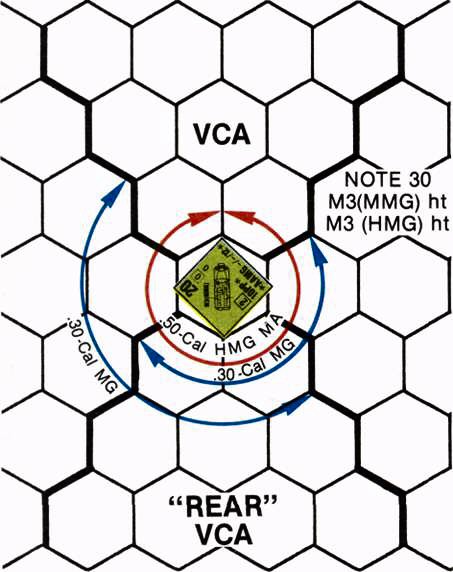 VCA
NOTE 30
M3(MMG) ht
M3 (HMG) ht
20
.50-Cal HMG MA
.30-Cal MG
.30-Cal MG
“REAR”
VCA